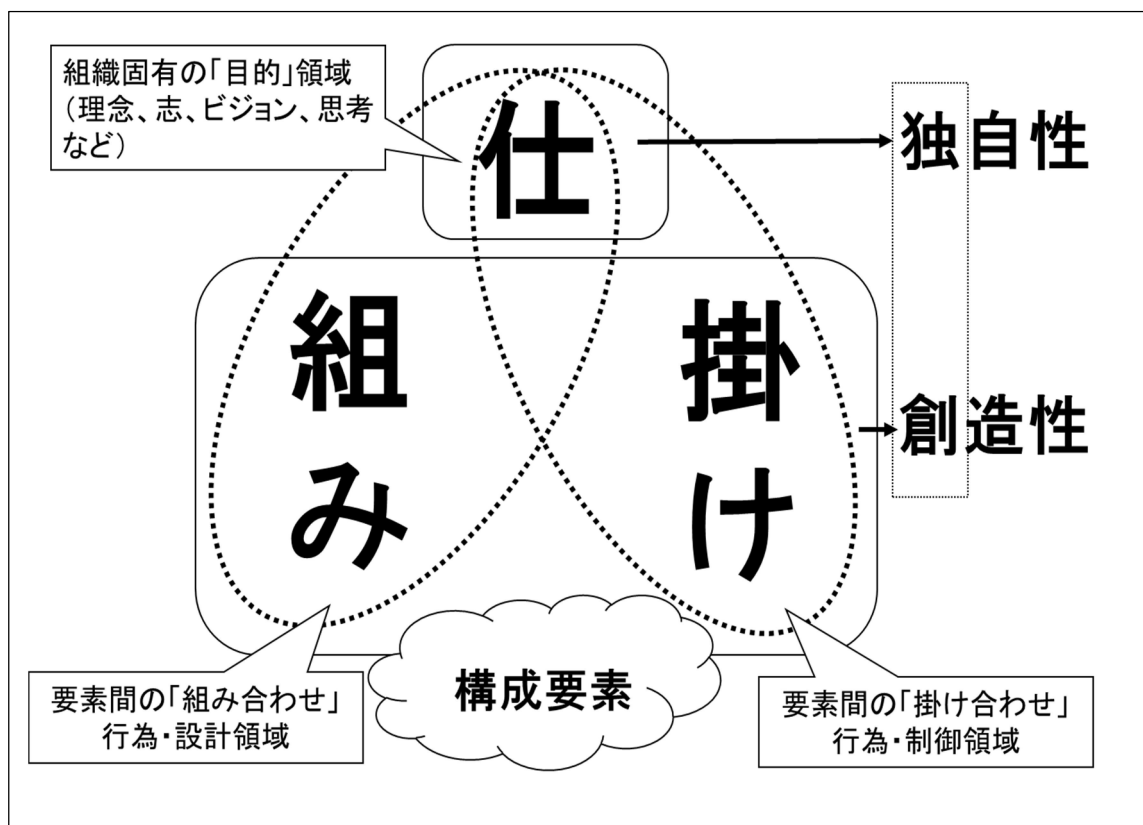 組織固有の「目的」領域
（理念、志、ビジョン、思考
など）
仕
独自性
組み
掛け
創造性
構成要素
要素間の「組み合わせ」
行為・設計領域
要素間の「掛け合わせ」
行為・制御領域